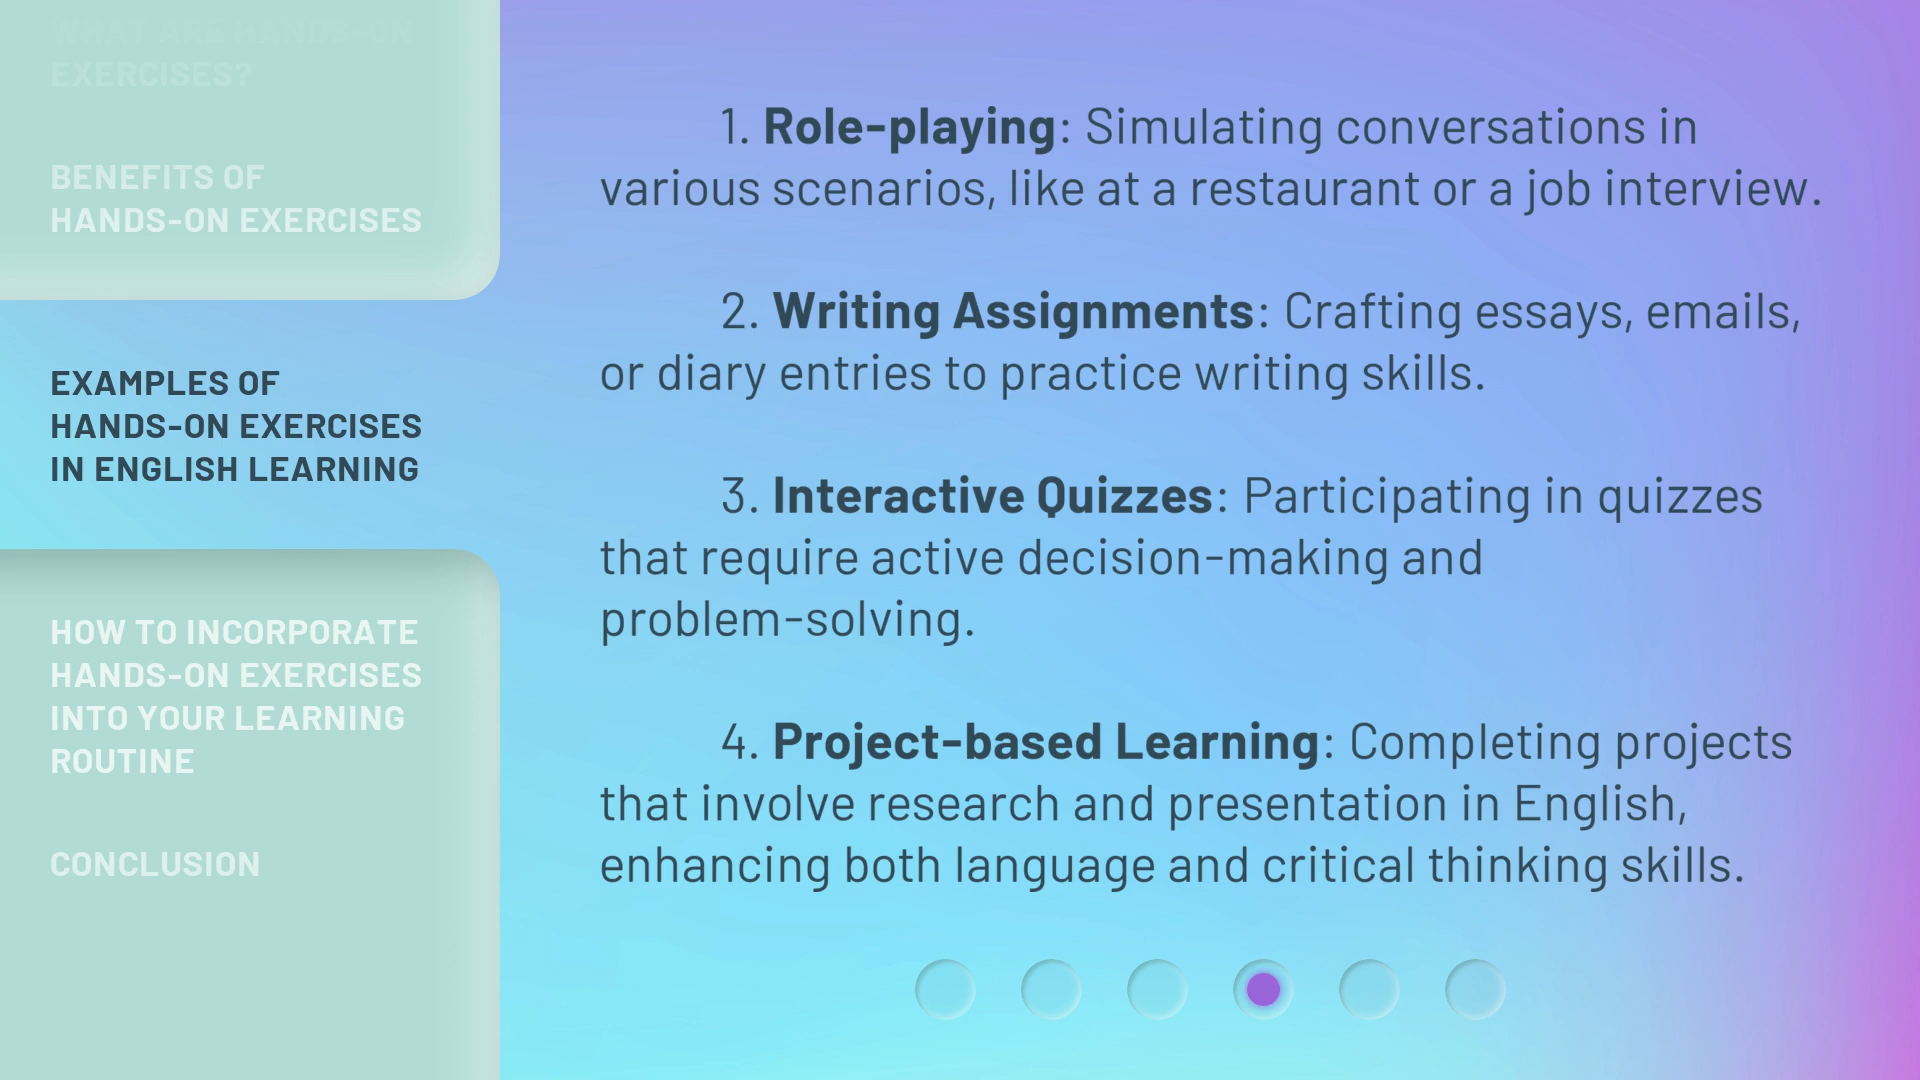 WHAT ARE HANDS-ON
EXERCISES?
BENEFITS OF
HANDS-ON EXERCISES
EXAMPLES OF
HANDS-ON EXERCISES
IN ENGLISH LEARNING
HOW TO INCORPORATE
HANDS-ON EXERCISES
INTO YOUR LEARNING
ROUTINE
CONCLUSION
1. Role-playing: Simulating conversations in
various scenarios, like at a restaurant or a job interview.
2. Writing Assignments: Crafting essays, emails,
or diary entries to practice writing skills.
3. Interactive Quizzes: Participating in quizzes
that require active decision-making and
problem-solving.
4. Project-based Learning: Completing projects
that involve research and presentation in English,
enhancing both language and critical thinking skills.